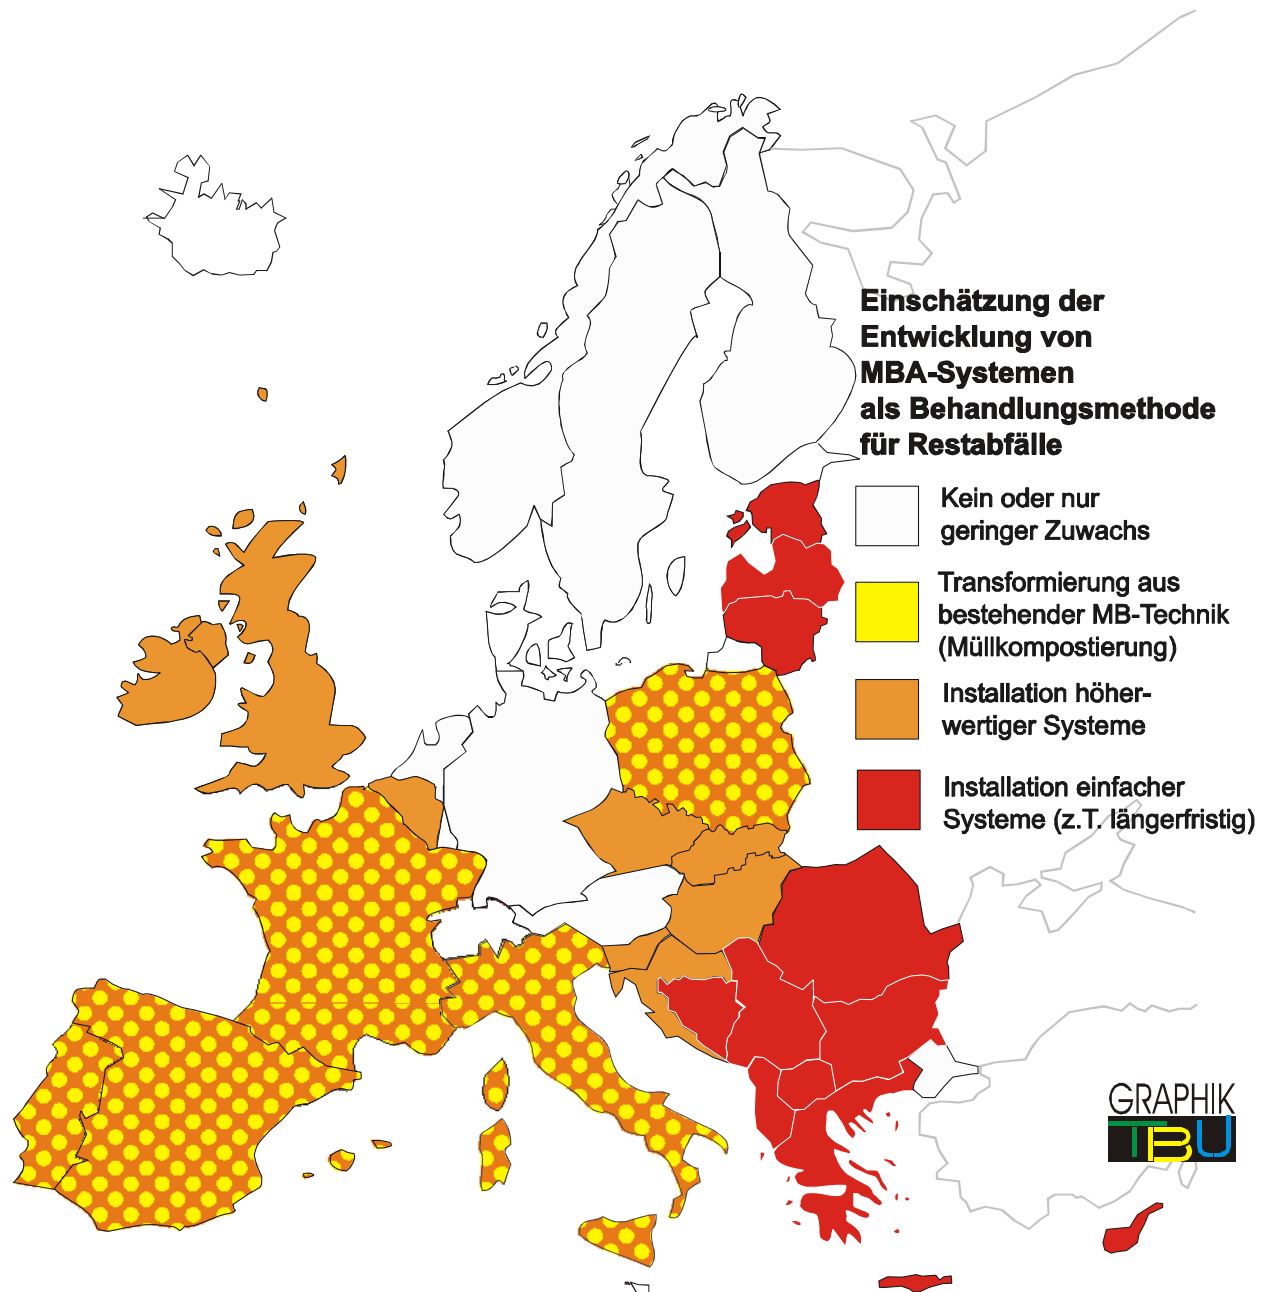 Einschätzung der
Entwicklung von
MBA-Systemen
als Behandlungsmethode
für Restabfälle
Kein oder nur
geringer Zuwachs
Transformierung aus
bestehender MB-Technik
(Müllkompostierung)
Installation höher-
wertiger Systeme
Installation einfacher
Systeme (z.T. längerfristig)
GRAPHIK
TBU